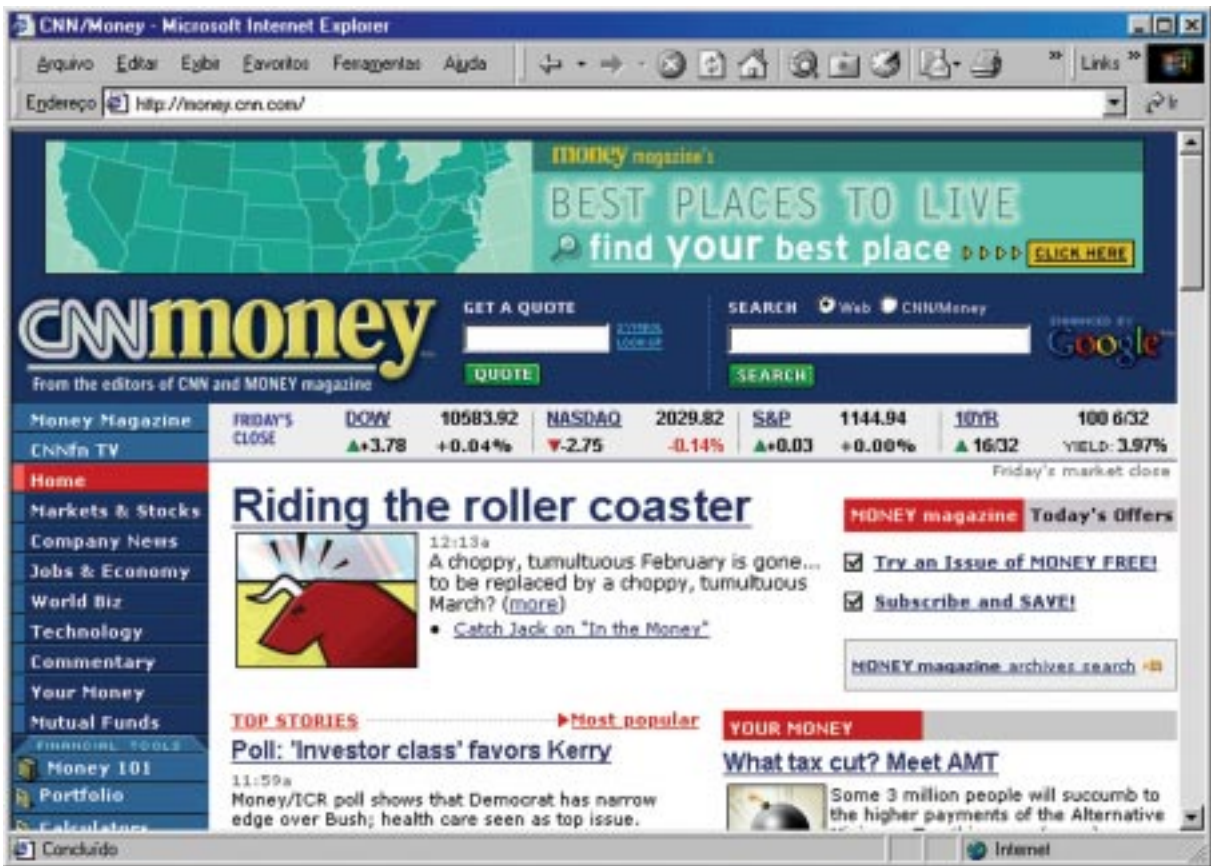 CNN/Money - Microsoft Internet Explorer
Arquivo Editar Exibir Favoritos Ferramentas Ajuda » Links »
Endereço http://money.cnn.com/ Ir
money magazine's
BEST PLACES TO LIVE
find your best place CLICK HERE
CNNmoney
From the editors of CNN and MONEY magazine
GET A QUOTE
SYMBOL
LOOK UP
QUOTE
SEARCH Web CNN/Money
SEARCH
ENHANCED BY
Google
Money Magazine
CNNfn TV
Home
Markets & Stocks
Company News
Jobs & Economy
World Biz
Technology
Commentary
Your Money
Mutual Funds
FINANCIAL TOOLS
Money 101
Portfolio
Calculators
FRIDAY'S DOW 10583.92 NASDAQ 2029.82 S&P 1144.94 10YR 100 6/32
CLOSE +3.78 +0.04% -2.75 -0.14% +0.03 +0.00% 16/32 YIELD: 3.97%
Friday's market close
Riding the roller coaster
12:13a
A choppy, tumultuous February is gone...
to be replaced by a choppy, tumultuous
March? (more)
• Catch Jack on "In the Money"
MONEY magazine Today's Offers
Try an Issue of MONEY FREE!
Subscribe and SAVE!
MONEY magazine archives search
TOP STORIES Most popular
Poll: 'Investor class' favors Kerry
11:59a
Money/ICR poll shows that Democrat has narrow
edge over Bush; health care seen as top issue.
YOUR MONEY
What tax cut? Meet AMT
Some 3 million people will succumb to
the higher payments of the Alternative
Concluído Internet